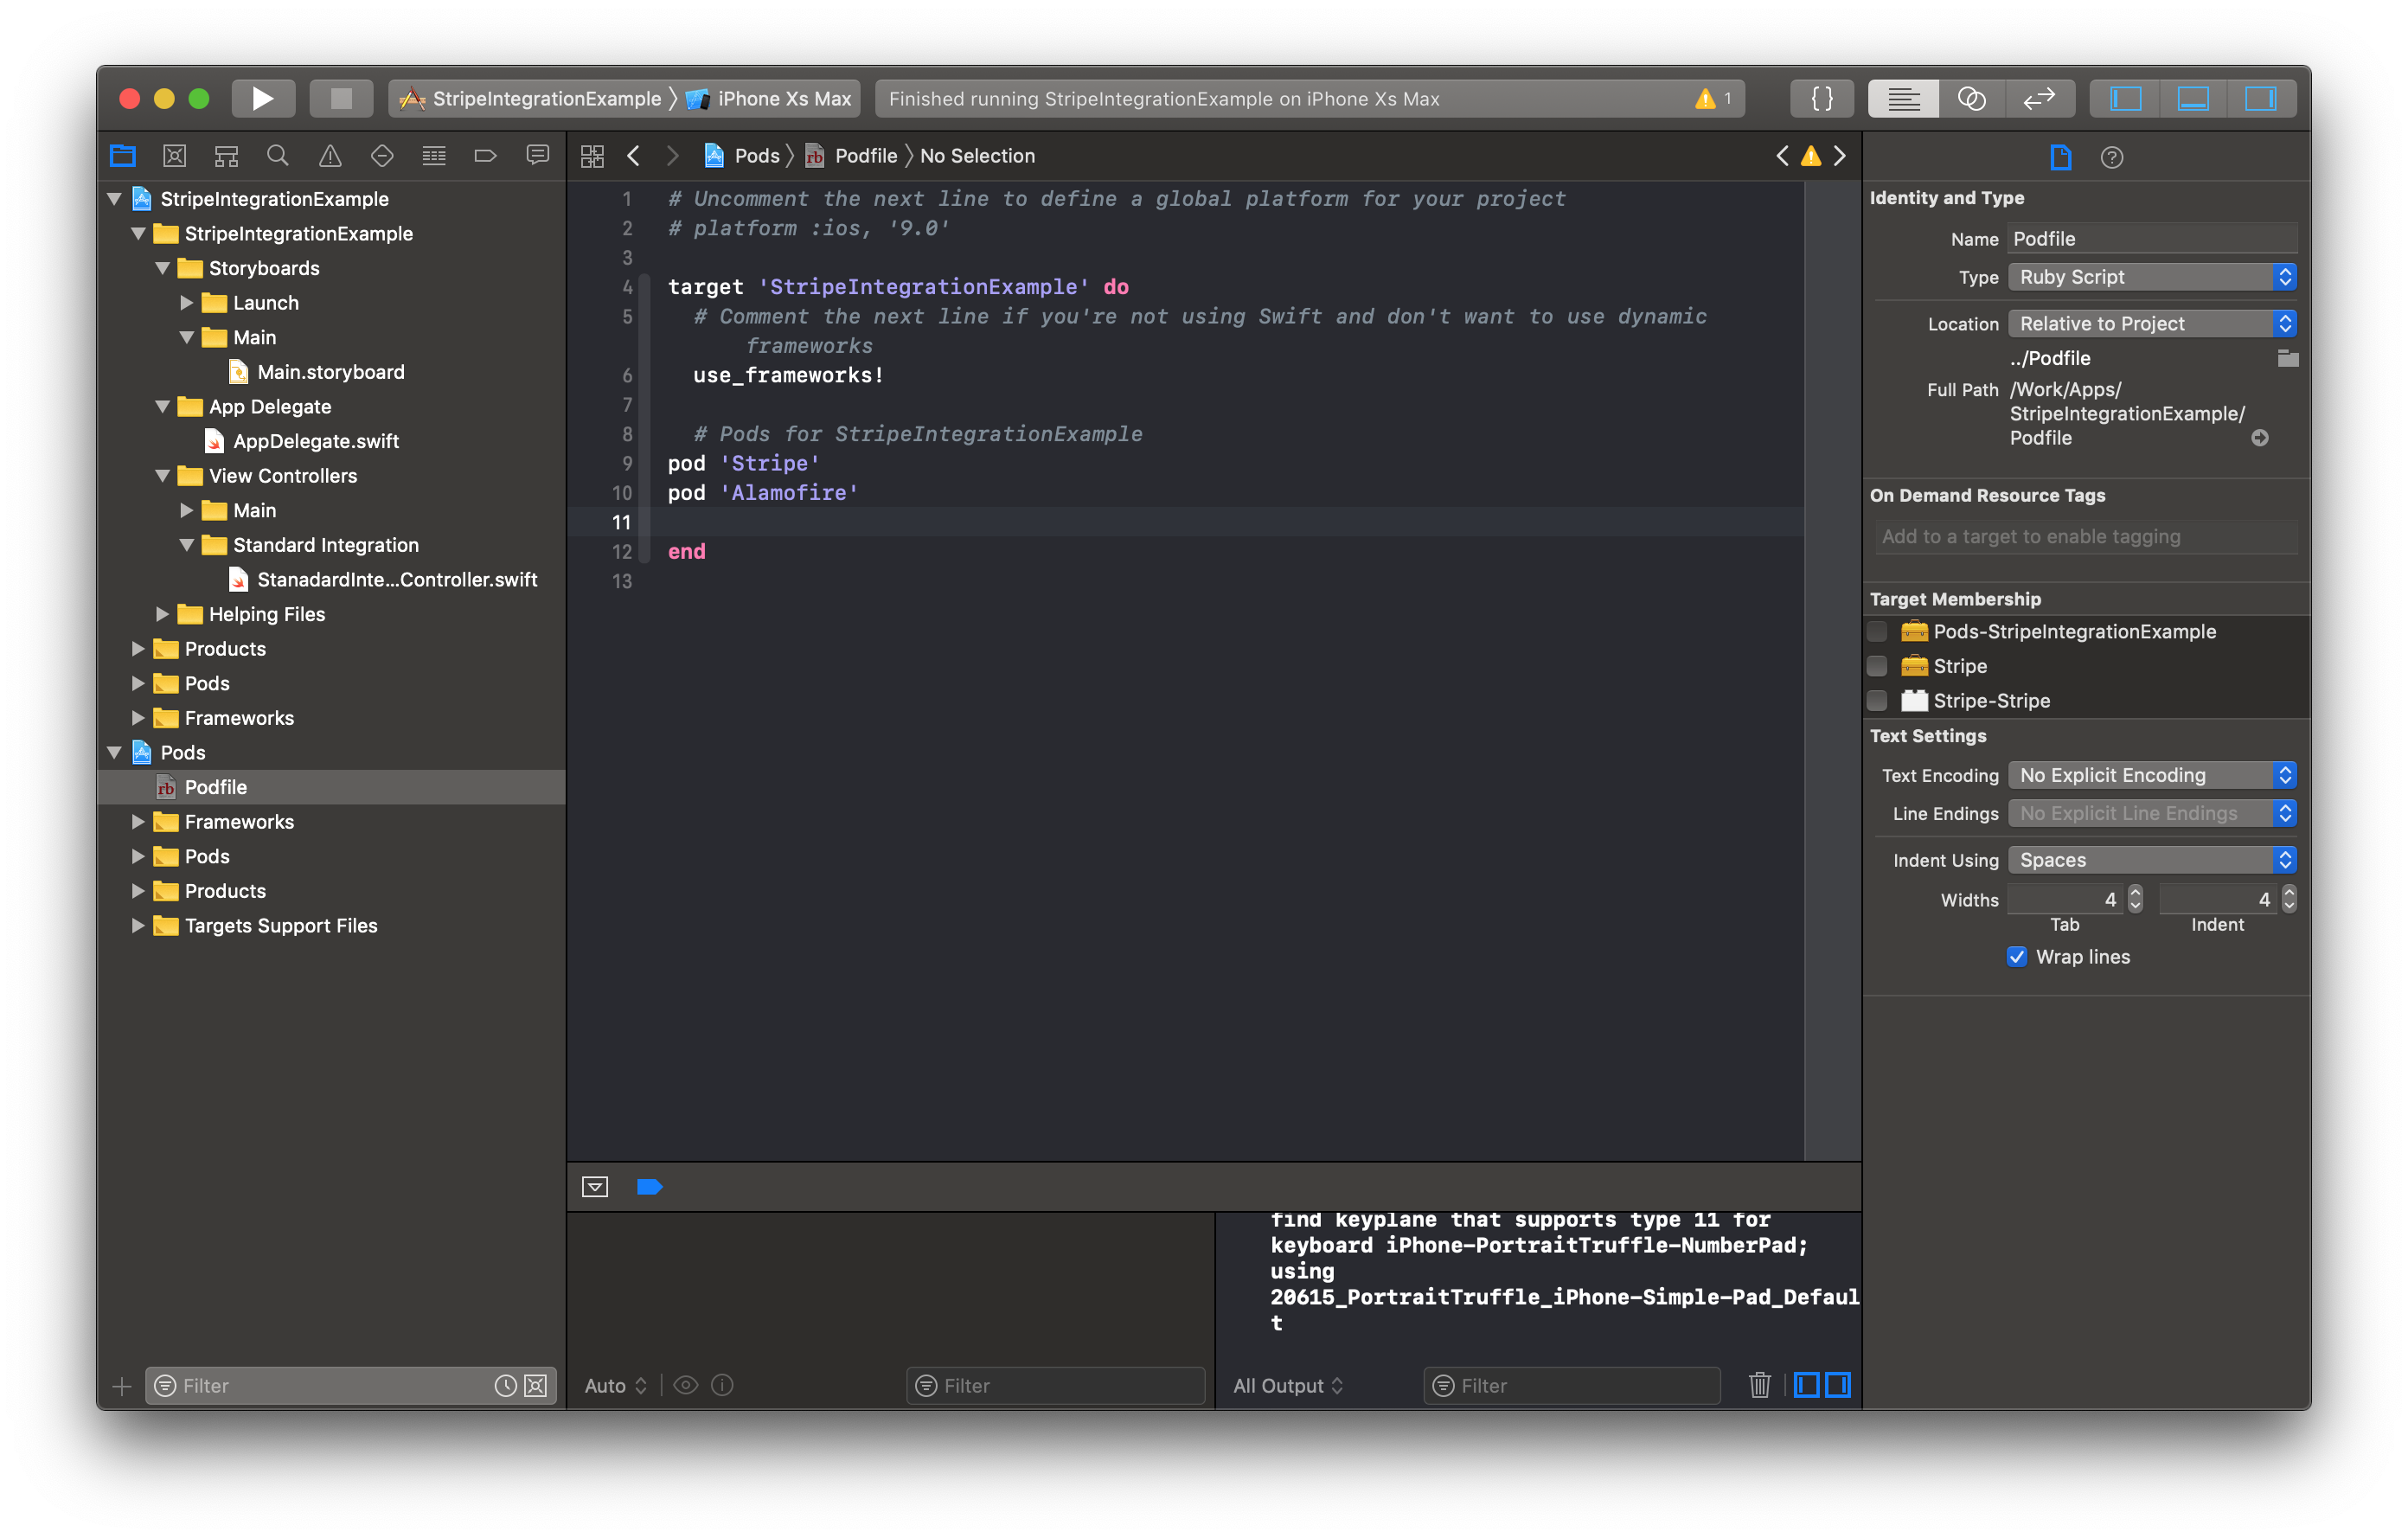 StripeIntegrationExample 〉 iPhone Xs Max
Finished running StripeIntegrationExample on iPhone Xs Max
1
{ }
StripeIntegrationExample
StripeIntegrationExample
Storyboards
Launch
Main
Main.storyboard
App Delegate
AppDelegate.swift
View Controllers
Main
Standard Integration
StanadardInte...Controller.swift
Helping Files
Products
Pods
Frameworks
Pods
rb Podfile
Frameworks
Pods
Products
Targets Support Files
Filter
Pods 〉 rb Podfile 〉 No Selection
1 # Uncomment the next line to define a global platform for your project
2 # platform :ios, '9.0'
3
4 target 'StripeIntegrationExample' do
5 # Comment the next line if you're not using Swift and don't want to use dynamic
frameworks
6 use_frameworks!
7
8 # Pods for StripeIntegrationExample
9 pod 'Stripe'
10 pod 'Alamofire'
11
12 end
13
Auto
Filter
find keyplane that supports type 11 for
keyboard iPhone-PortraitTruffle-NumberPad;
using
20615_PortraitTruffle_iPhone-Simple-Pad_Defaul
t
All Output
Filter
Identity and Type
Name Podfile
Type Ruby Script
Location Relative to Project
../Podfile
Full Path /Work/Apps/
StripeIntegrationExample/
Podfile
On Demand Resource Tags
Add to a target to enable tagging
Target Membership
Pods-StripeIntegrationExample
Stripe
Stripe-Stripe
Text Settings
Text Encoding No Explicit Encoding
Line Endings No Explicit Line Endings
Indent Using Spaces
Widths 4 4
Tab Indent
Wrap lines